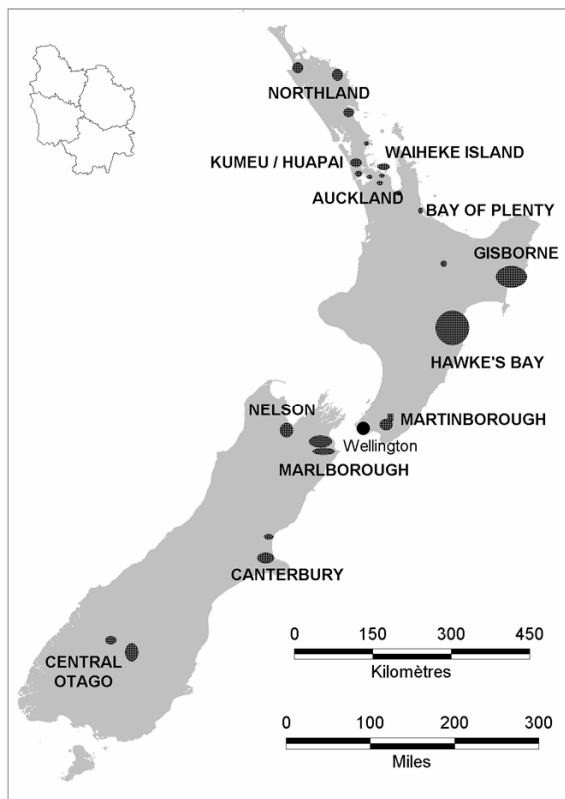 NORTHLAND
KUMEU / HUAPAI
WAIHEKE ISLAND
AUCKLAND
BAY OF PLENTY
GISBORNE
HAWKE'S BAY
NELSON
MARTINBOROUGH
Wellington
MARLBOROUGH
CANTERBURY
CENTRAL
OTAGO
0 150 300 450
Kilomètres
0 100 200 300
Miles